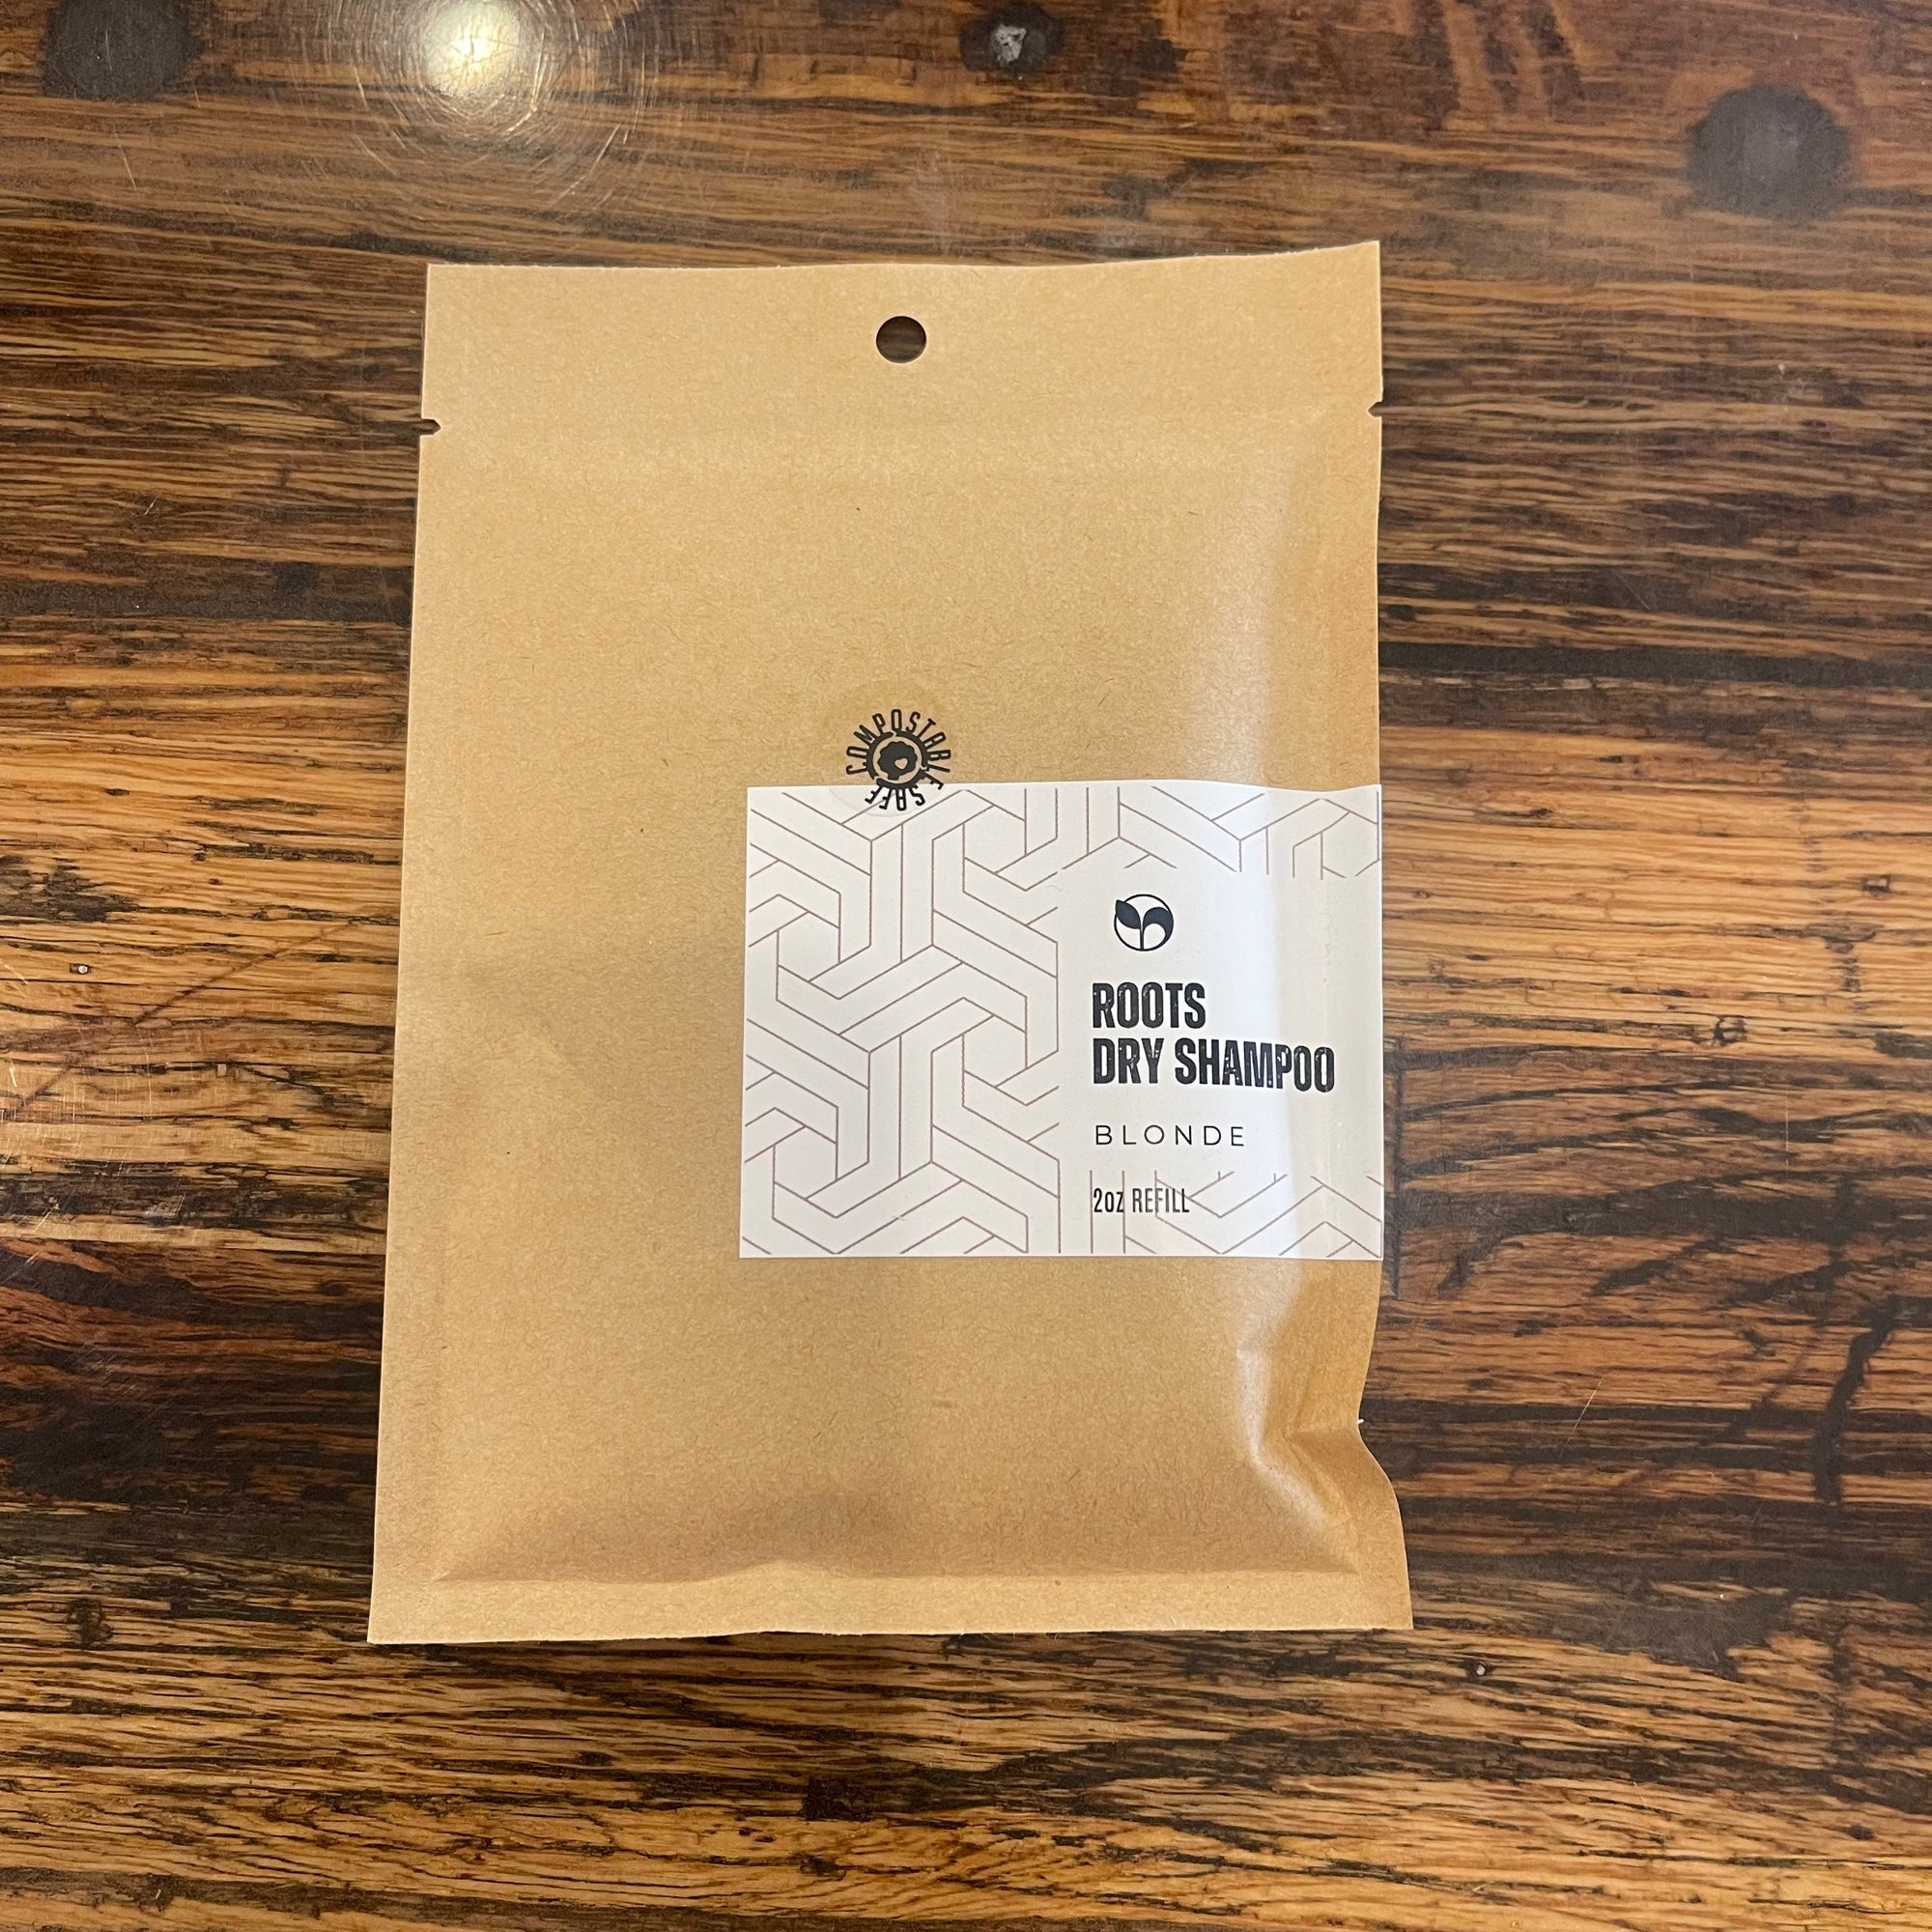 COMPOSTABLE SAFE
ROOTS
DRY SHAMPOO
BLONDE
2oz REFILL